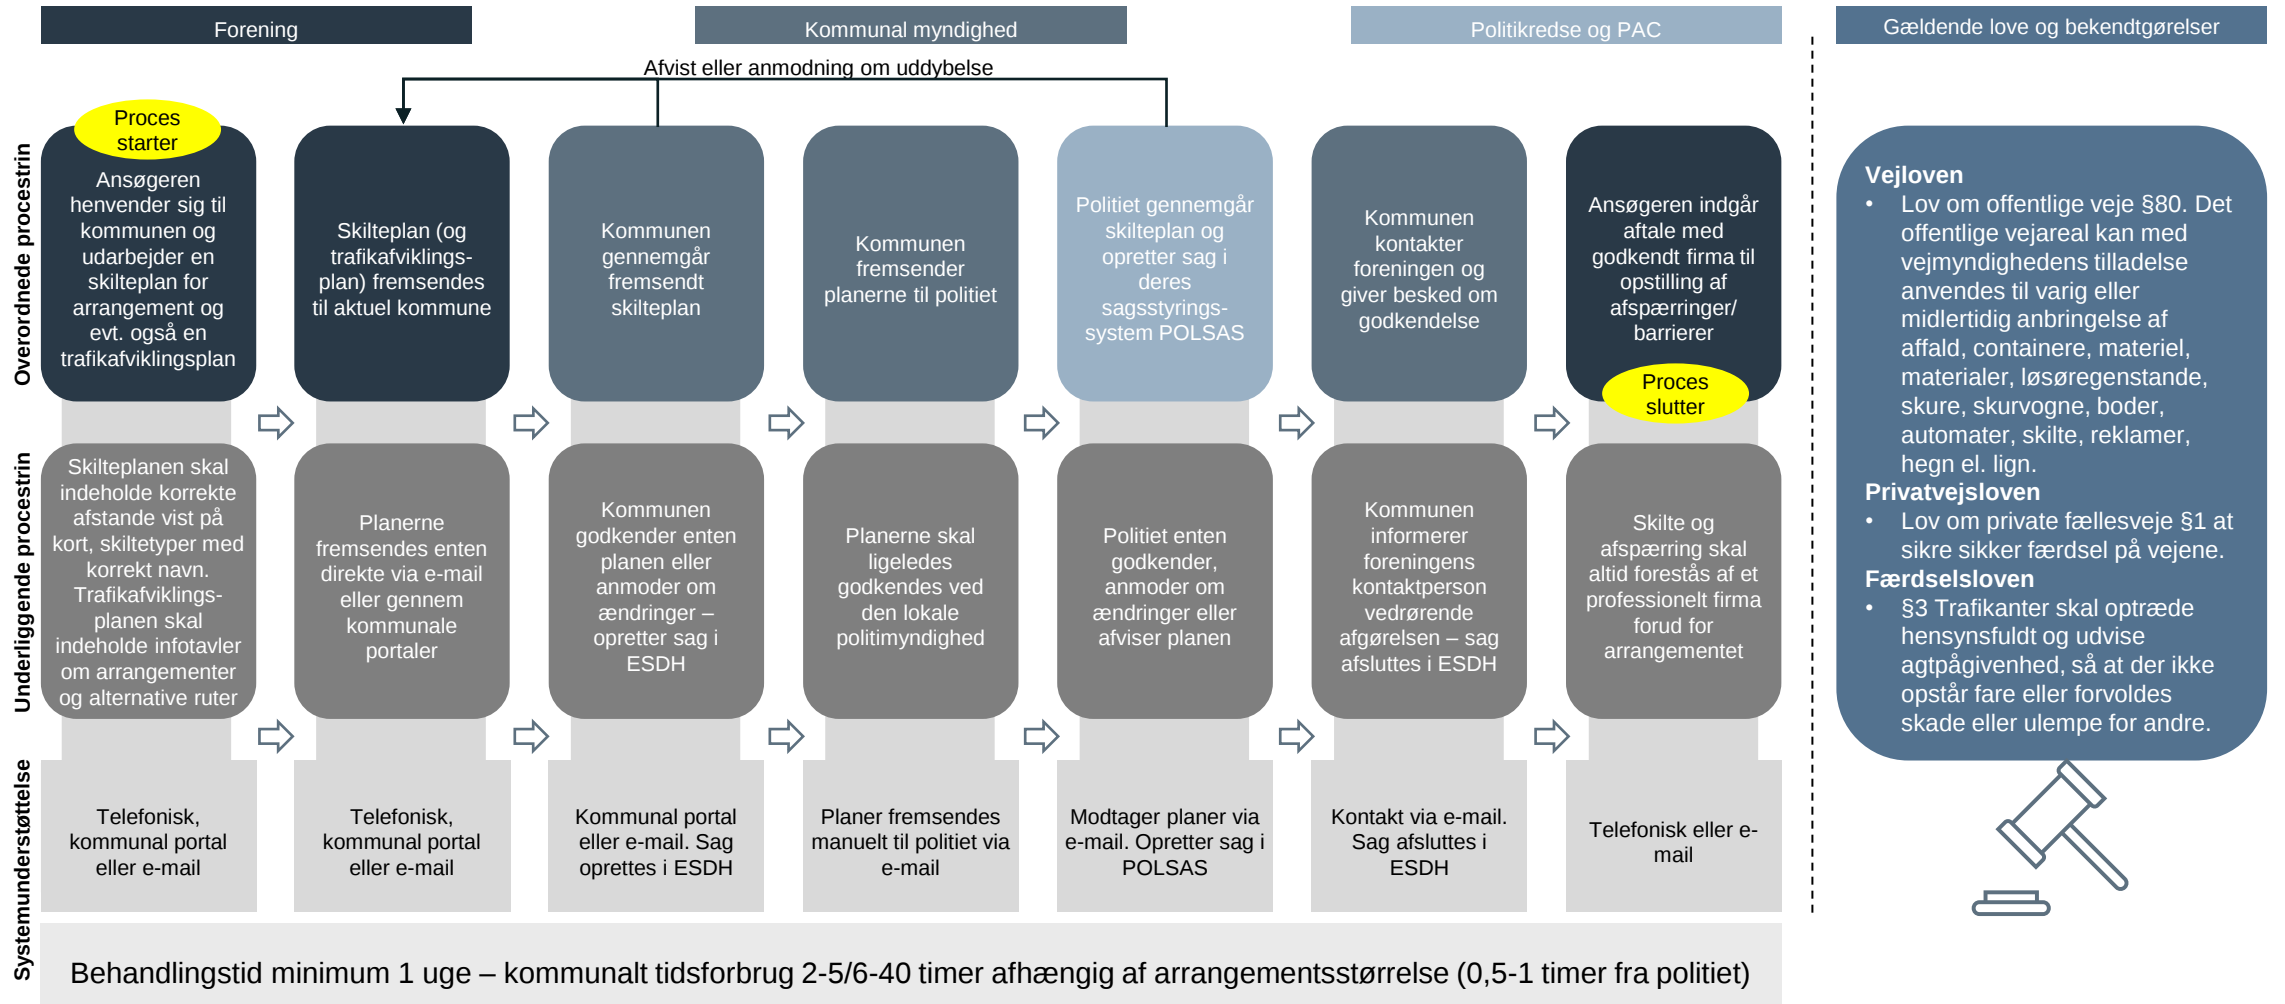 Forening
Kommunal myndighed
Politikredse og PAC
Gældende love og bekendtgørelser
Afvist eller anmodning om uddybelse
Overordnede procestrin
Proces
starter
Ansøgeren
henvender sig til
kommunen og
udarbejder en
skilteplan for
arrangement og
evt. også en
trafikafviklingsplan
Skilteplan (og
trafikafviklings-
plan) fremsendes
til aktuel kommune
Kommunen
gennemgår
fremsendt
skilteplan
Kommunen
fremsender
planerne til politiet
Politiet gennemgår
skilteplan og
opretter sag i
deres
sagsstyrings-
system POLSAS
Kommunen
kontakter
foreningen og
giver besked om
godkendelse
Ansøgeren indgår
aftale med
godkendt firma til
opstilling af
afspærringer/
barrierer
Proces
slutter
Underliggende procestrin
Skilteplanen skal
indeholde korrekte
afstande vist på
kort, skiltetyper med
korrekt navn.
Trafikafviklings-
planen skal
indeholde infotavler
om arrangementer
og alternative ruter
Planerne
fremsendes enten
direkte via e-mail
eller gennem
kommunale
portaler
Kommunen
godkender enten
planen eller
anmoder om
ændringer –
opretter sag i
ESDH
Planerne skal
ligeledes
godkendes ved
den lokale
politimyndighed
Politiet enten
godkender,
anmoder om
ændringer eller
afviser planen
Kommunen
informerer
foreningens
kontaktperson
vedrørende
afgørelsen – sag
afsluttes i ESDH
Skilte og
afspærring skal
altid forestås af et
professionelt firma
forud for
arrangementet
Systemunderstøttelse
Telefonisk,
kommunal portal
eller e-mail
Telefonisk,
kommunal portal
eller e-mail
Kommunal portal
eller e-mail. Sag
oprettes i ESDH
Planer fremsendes
manuelt til politiet via
e-mail
Modtager planer via
e-mail. Opretter sag i
POLSAS
Kontakt via e-mail.
Sag afsluttes i
ESDH
Telefonisk eller e-
mail
Behandlingstid minimum 1 uge – kommunalt tidsforbrug 2-5/6-40 timer afhængig af arrangementsstørrelse (0,5-1 timer fra politiet)
Vejloven
• Lov om offentlige veje §80. Det
offentlige vejareal kan med
vejmyndighedens tilladelse
anvendes til varig eller
midlertidig anbringelse af
affald, containere, materiel,
materialer, løsøregenstande,
skure, skurvogne, boder,
automater, skilte, reklamer,
hegn el. lign.
Privatvejsloven
• Lov om private fællesveje §1 at
sikre sikker færdsel på vejene.
Færdselsloven
• §3 Trafikanter skal optræde
hensynsfuldt og udvise
agtpågivenhed, så at der ikke
opstår fare eller forvoldes
skade eller ulempe for andre.